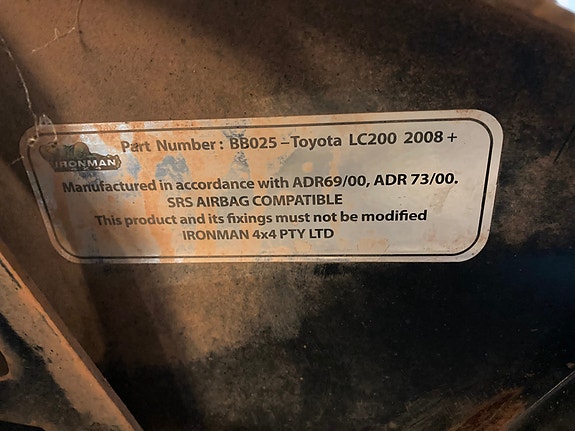 IRONMAN
Part Number: BB025 – Toyota LC200 2008 +
Manufactured in accordance with ADR69/00, ADR 73/00.
SRS AIRBAG COMPATIBLE
This product and its fixings must not be modified
IRONMAN 4x4 PTY LTD